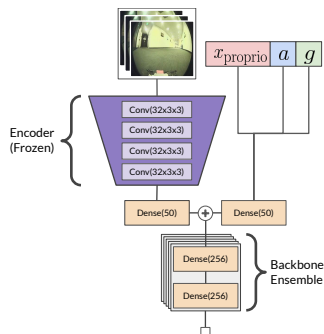 x_proprio a g
Encoder
(Frozen)
Conv(32x3x3)
Conv(32x3x3)
Conv(32x3x3)
Conv(32x3x3)
Dense(50)
+
Dense(50)
Dense(256)
Dense(256)
Backbone
Ensemble